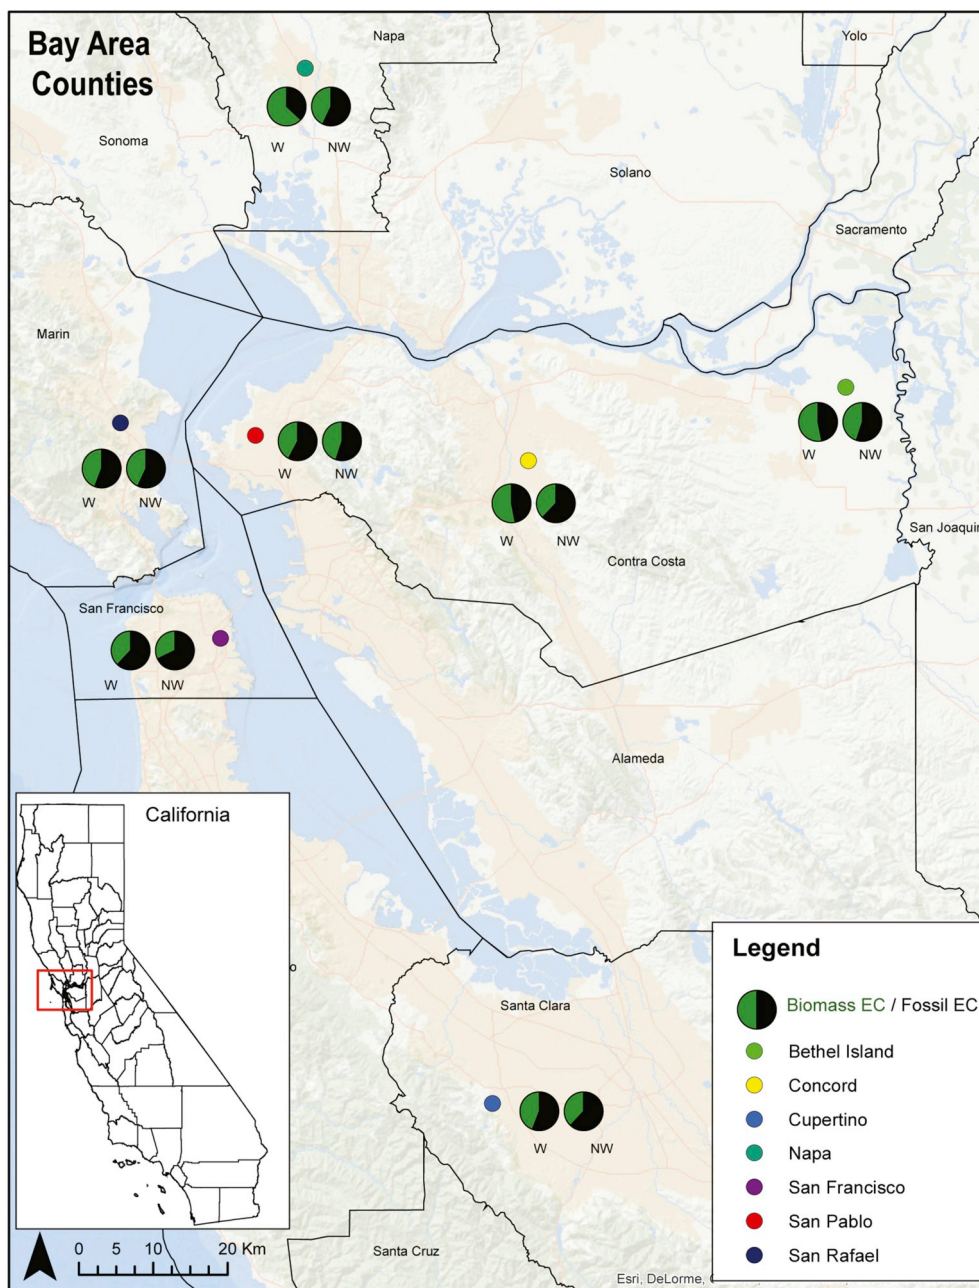 Bay Area
Counties
Napa
Yolo
Sonoma
W NW
Solano
Sacramento
Marin
W NW
W NW
W NW
W NW
San Joaquin
Contra Costa
San Francisco
W NW
Alameda
California
Legend
Biomass EC / Fossil EC
Bethel Island
Concord
Cupertino
Napa
San Francisco
San Pablo
San Rafael
Santa Clara
W NW
0 5 10 20 Km
Santa Cruz
Esri, DeLorme,